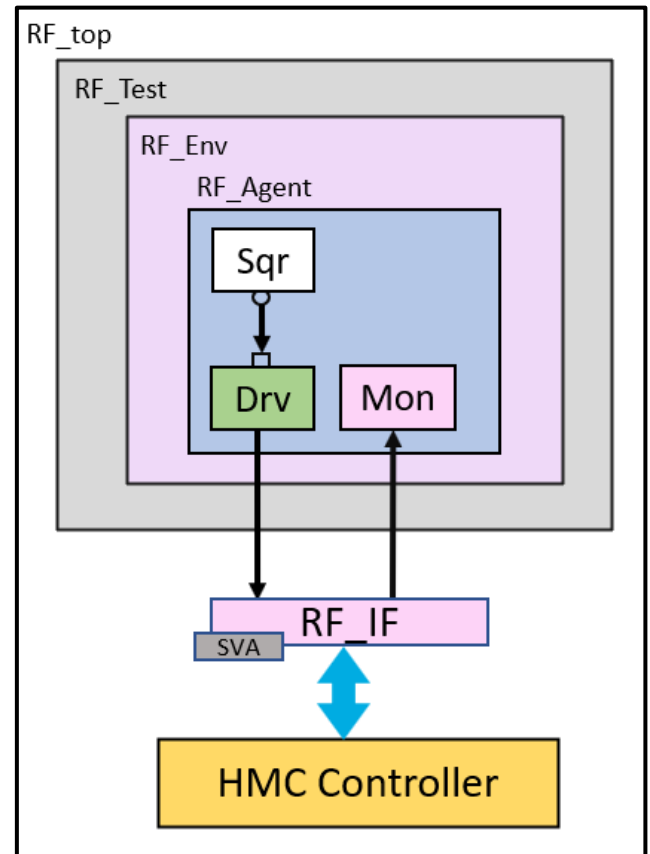 RF_top
RF_Test
RF_Env
RF_Agent
Sqr
Drv
Mon
RF_IF
SVA
HMC Controller